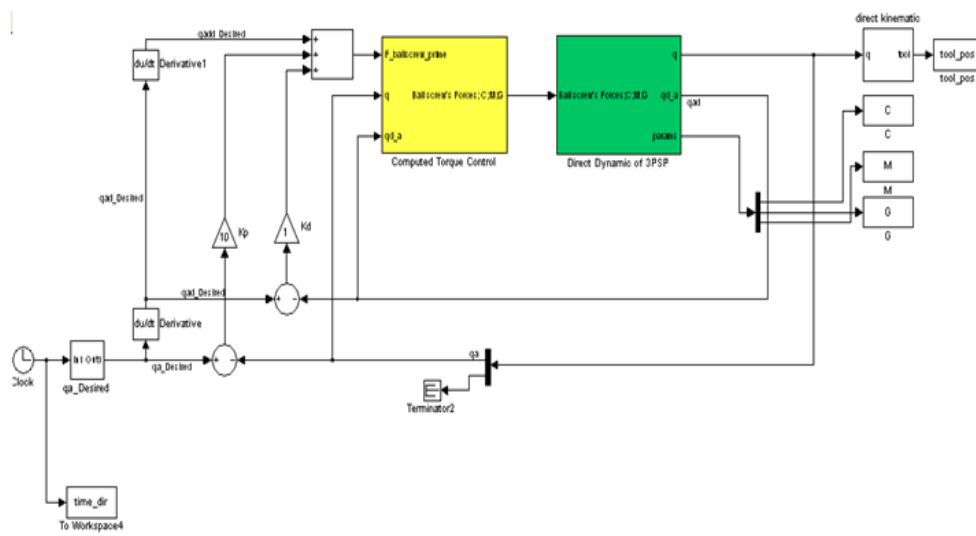 direct kinematic
qadd_Desired
du/dt
Derivative1
+
+
+
F_ballscrew_prime
q
Ballscrew's Forces;C;M;G
qd_a
Computed Torque Control
q
Ballscrew's Forces;C;M;G
qd_a
params
Direct Dynamic of 3PSP
qad
q
tool
tool_pos
tool_pos
C
C
M
M
G
G
qad_Desired
10
Kp
1
Kd
qad_Desired
+
-
du/dt
Derivative
Clock
qa_Desired
qa_Desired
+
-
qa
Terminator2
time_dir
To Workspace4